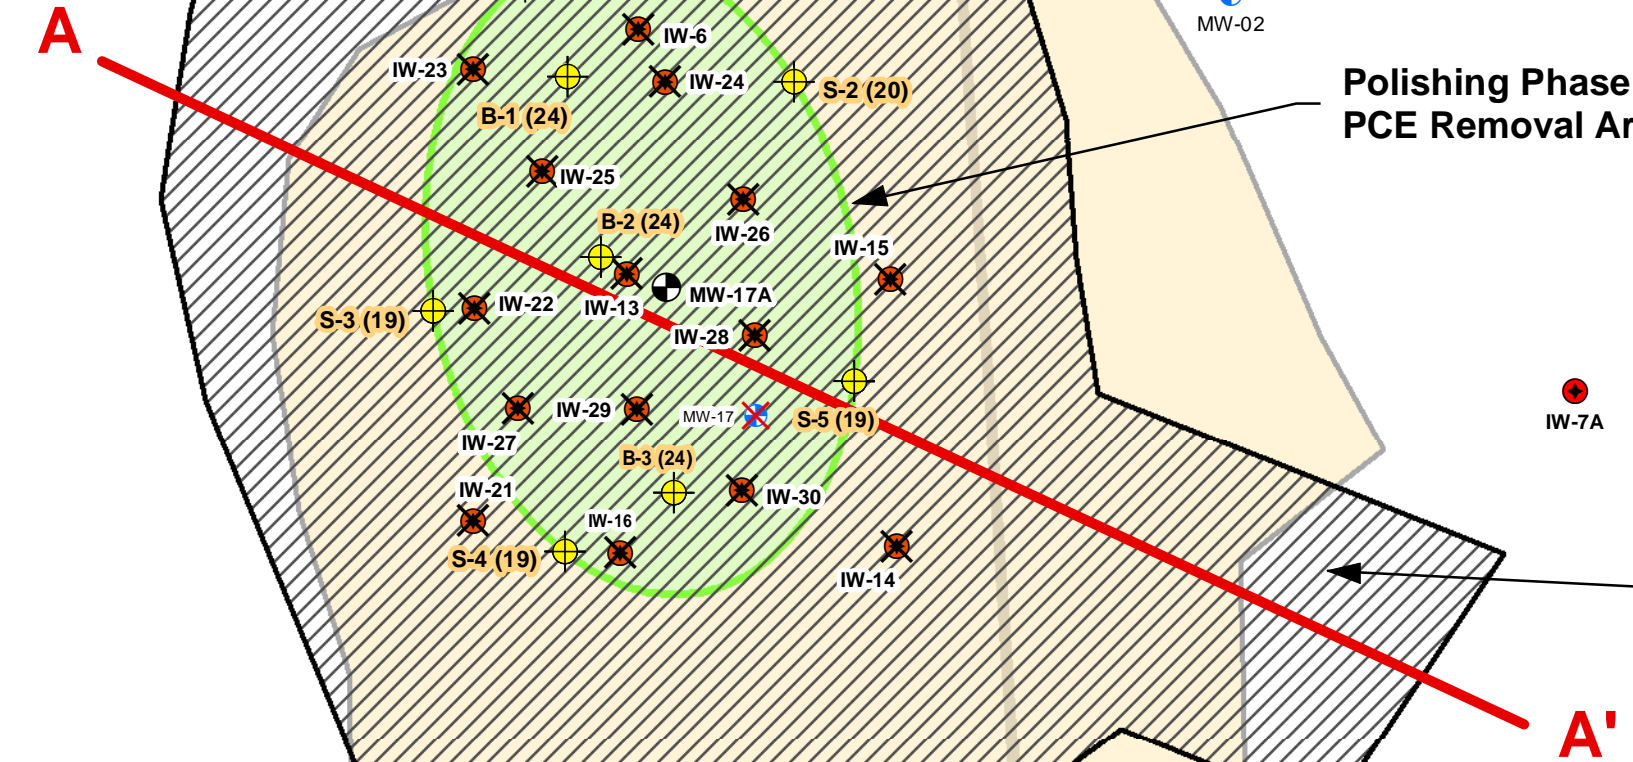 A
MW-02
IW-6
IW-23
IW-24
S-2 (20)
Polishing Phase
PCE Removal Ar
B-1 (24)
IW-25
B-2 (24)
IW-26
IW-15
IW-22
MW-17A
IW-13
S-3 (19)
IW-28
IW-29
MW-17
S-5 (19)
IW-7A
IW-27
B-3 (24)
IW-21
IW-30
IW-16
S-4 (19)
IW-14
A'